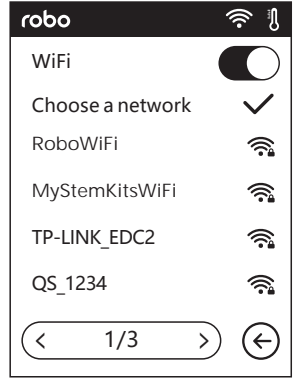 robo
WiFi
Choose a network
RoboWiFi
MyStemKitsWiFi
TP-LINK_EDC2
QS_1234
< 1/3 >